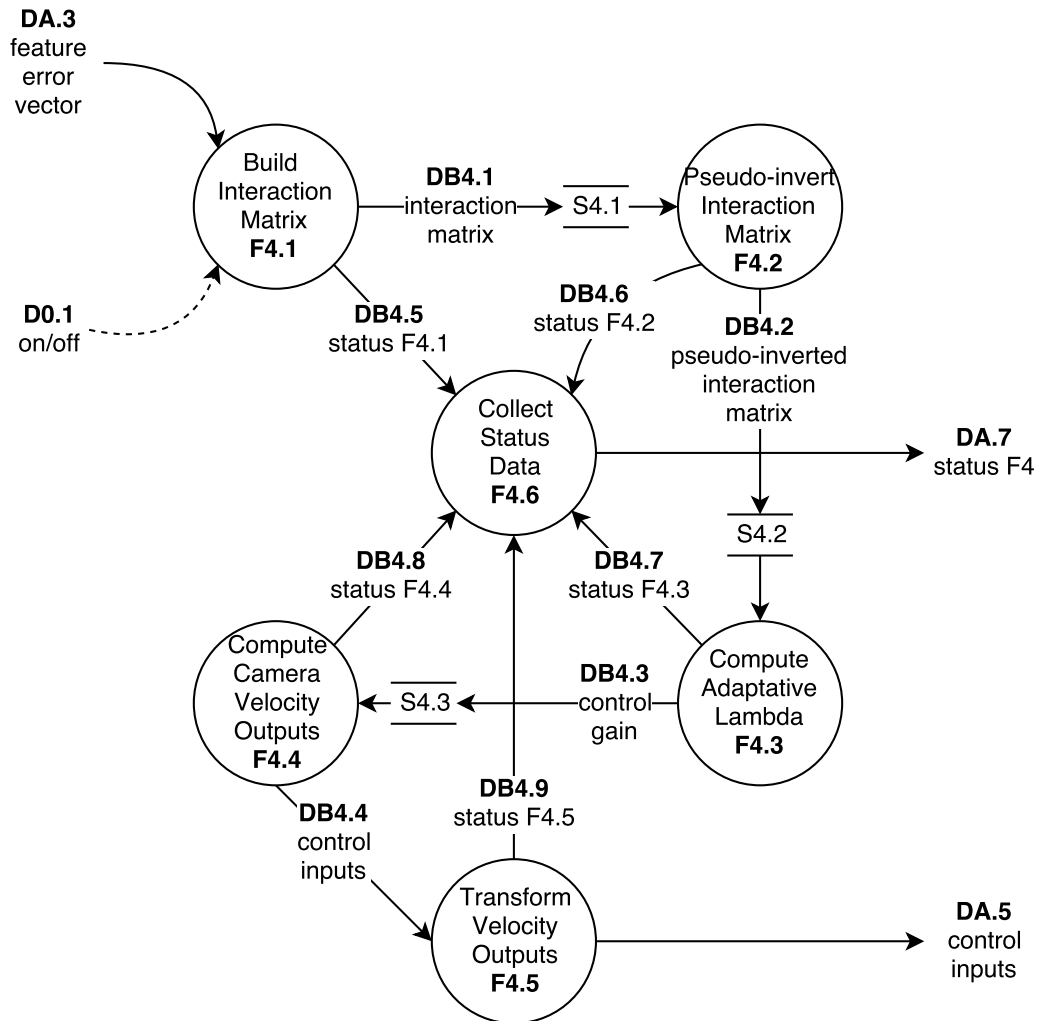 DA.3
feature
error
vector
Build
Interaction
Matrix
F4.1
DB4.1
interaction
matrix
S4.1
Pseudo-invert
Interaction
Matrix
F4.2
D0.1
on/off
DB4.5
status F4.1
DB4.6
status F4.2
DB4.2
pseudo-inverted
interaction
matrix
Collect
Status
Data
F4.6
DA.7
status F4
S4.2
DB4.8
status F4.4
DB4.7
status F4.3
Compute
Camera
Velocity
Outputs
F4.4
S4.3
DB4.3
control
gain
Compute
Adaptative
Lambda
F4.3
DB4.4
control
inputs
DB4.9
status F4.5
Transform
Velocity
Outputs
F4.5
DA.5
control
inputs